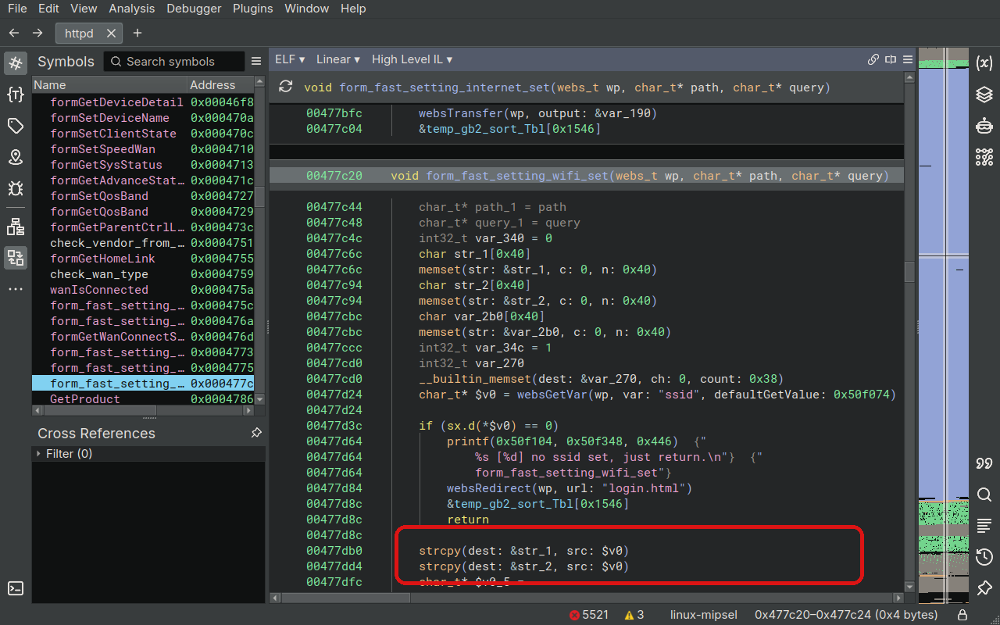 File Edit View Analysis Debugger Plugins Window Help
httpd
Symbols Search symbols
Name Address
formGetDeviceDetail 0x00046f8
formSetDeviceName 0x000470a
formSetClientState 0x000470c
formSetSpeedWan 0x0004710
formGetSysStatus 0x0004713
formGetAdvanceStat… 0x000471c
formSetQosBand 0x0004727
formGetQosBand 0x0004729
formGetParentCtrlL… 0x000473c
check_vendor_from_… 0x0004751
formGetHomeLink 0x0004755
check_wan_type 0x0004759
wanIsConnected 0x000475a
form_fast_setting_… 0x000475c
form_fast_setting_… 0x000476a
formGetWanConnectS… 0x000476d
form_fast_setting_… 0x0004773
form_fast_setting_… 0x0004775
form_fast_setting_… 0x000477c
GetProduct 0x0004786
Cross References
Filter (0)
ELF ▾ Linear ▾ High Level IL ▾
void form_fast_setting_internet_set(webs_t wp, char_t* path, char_t* query)
00477bfc websTransfer(wp, output: &var_190)
00477c04 &temp_gb2_sort_Tbl[0x1546]
00477c20 void form_fast_setting_wifi_set(webs_t wp, char_t* path, char_t* query)
00477c44 char_t* path_1 = path
00477c48 char_t* query_1 = query
00477c4c int32_t var_340 = 0
00477c6c char str_1[0x40]
00477c6c memset(str: &str_1, c: 0, n: 0x40)
00477c94 char str_2[0x40]
00477c94 memset(str: &str_2, c: 0, n: 0x40)
00477cbc char var_2b0[0x40]
00477cbc memset(str: &var_2b0, c: 0, n: 0x40)
00477ccc int32_t var_34c = 1
00477cd0 int32_t var_270
00477cd0 __builtin_memset(dest: &var_270, ch: 0, count: 0x38)
00477d24 char_t* $v0 = websGetVar(wp, var: "ssid", defaultGetValue: 0x50f074)
00477d24
00477d3c if (sx.d(*$v0) == 0)
00477d64 printf(0x50f104, 0x50f348, 0x446) {"
00477d64 %s [%d] no ssid set, just return.\n"} {"
00477d64 form_fast_setting_wifi_set"}
00477d84 websRedirect(wp, url: "login.html")
00477d8c &temp_gb2_sort_Tbl[0x1546]
00477d8c return
00477d8c
00477db0 strcpy(dest: &str_1, src: $v0)
00477dd4 strcpy(dest: &str_2, src: $v0)
00477dfc char_t* $v0_5 =
5521 3 linux-mipsel 0x477c20–0x477c24 (0x4 bytes)